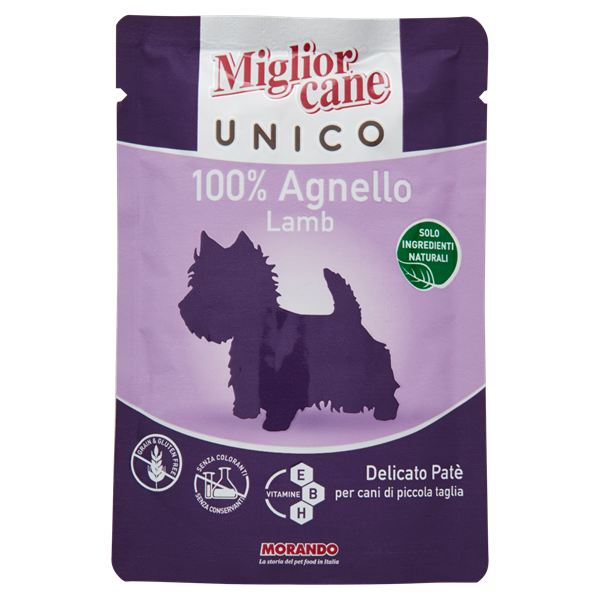 Miglior
cane
UNICO
100% Agnello
Lamb
SOLO
INGREDIENTI
NATURALI
GRAIN & GLUTEN FREE
SENZA COLORANTI
SENZA CONSERVANTI
VITAMINE
E
B
H
Delicato Patè
per cani di piccola taglia
MORANDO
La storia del pet food in Italia